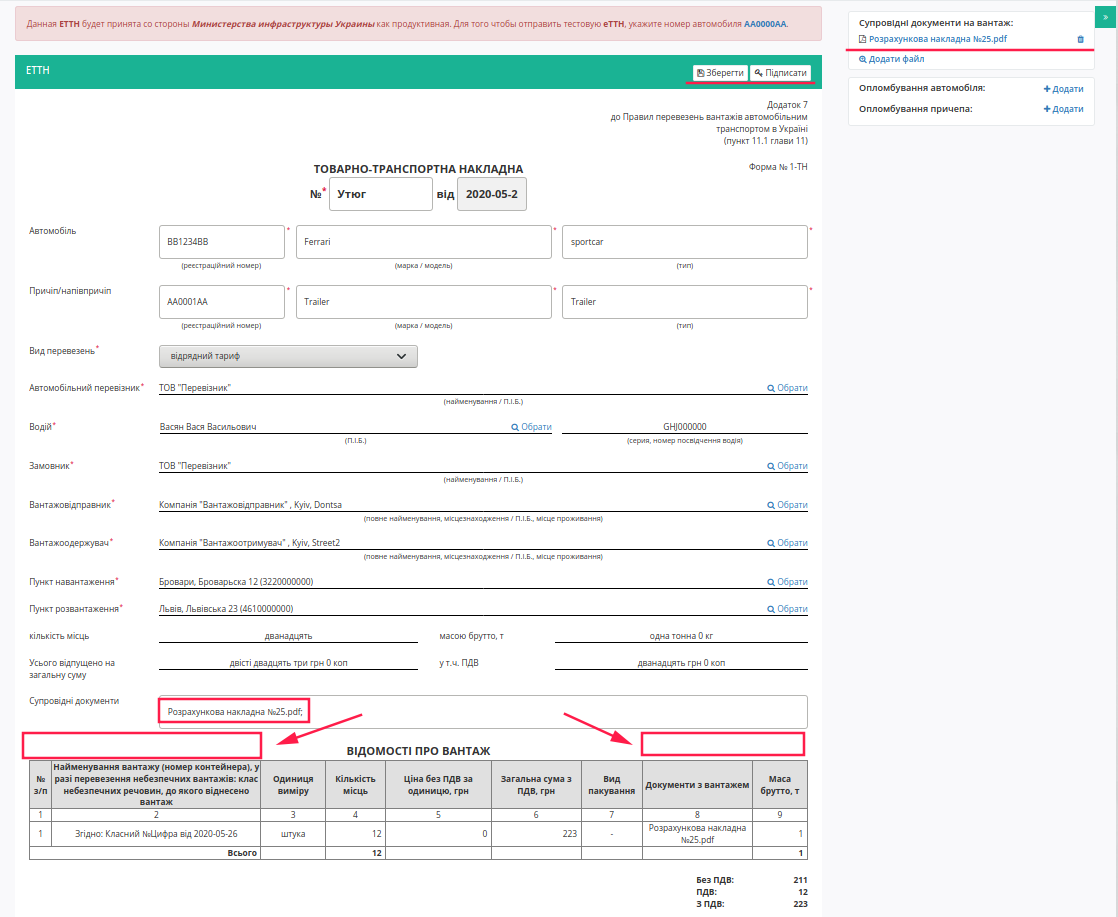 Данная ЕТТН будет принята со стороны Министерства инфраструктуры Украины как продуктивная. Для того чтобы отправить тестовую еТТН, укажите номер автомобиля АА0000АА.
ЕТТН
Зберегти
Підписати
Додаток 7
до Правил перевезень вантажів автомобільним
транспортом в Україні
(пункт 11.1 глави 11)
Форма № 1-ТН
ТОВАРНО-ТРАНСПОРТНА НАКЛАДНА
№* Утюг від 2020-05-2
Автомобіль
BB1234BB * Ferrari * sportcar *
(реєстраційний номер) (марка / модель) (тип)
Причіп/напівпричіп
AA0001AA * Trailer * Trailer *
(реєстраційний номер) (марка / модель) (тип)
Вид перевезень* відрядний тариф
Автомобільний перевізник* ТОВ "Перевізник" Обрати
(найменування / П.І.Б.)
Водій* Васян Вася Васильович Обрати GHJ000000
(П.І.Б.) (серия, номер посвідчення водія)
Замовник* ТОВ "Перевізник" Обрати
(найменування / П.І.Б.)
Вантажовідправник* Компанія "Вантажовідправник" , Kyiv, Dontsa Обрати
(повне найменування, місцезнаходження / П.І.Б., місце проживання)
Вантажоодержувач* Компанія "Вантажоотримувач" , Kyiv, Street2 Обрати
(повне найменування, місцезнаходження / П.І.Б., місце проживання)
Пункт навантаження* Бровари, Броварьска 12 (3220000000) Обрати
Пункт розвантаження* Львів, Львівська 23 (4610000000) Обрати
кількість місць дванадцять масою брутто, т одна тонна 0 кг
Усього відпущено на
загальну суму двісті двадцять три грн 0 коп у т.ч. ПДВ дванадцять грн 0 коп
Супровідні документи Розрахункова накладна №25.pdf;
ВІДОМОСТІ ПРО ВАНТАЖ
№ з/п
Найменування вантажу (номер контейнера), у
разі перевезення небезпечних вантажів: клас
небезпечних речовин, до якого віднесено
вантаж
Одиниця
виміру
Кількість
місць
Ціна без ПДВ за
одиницю, грн
Загальна сума з
ПДВ, грн
Вид
пакування
Документи з вантажем
Маса
брутто, т
1 2 3 4 5 6 7 8 9
1 Згідно: Класний №Цифра від 2020-05-26 штука 12 0 223 - Розрахункова накладна
№25.pdf 1
Всього 12 1
Без ПДВ: 211
ПДВ: 12
З ПДВ: 223
Супровідні документи на вантаж:
Розрахункова накладна №25.pdf
Додати файл
Опломбування автомобіля: Додати
Опломбування причепа: Додати
»